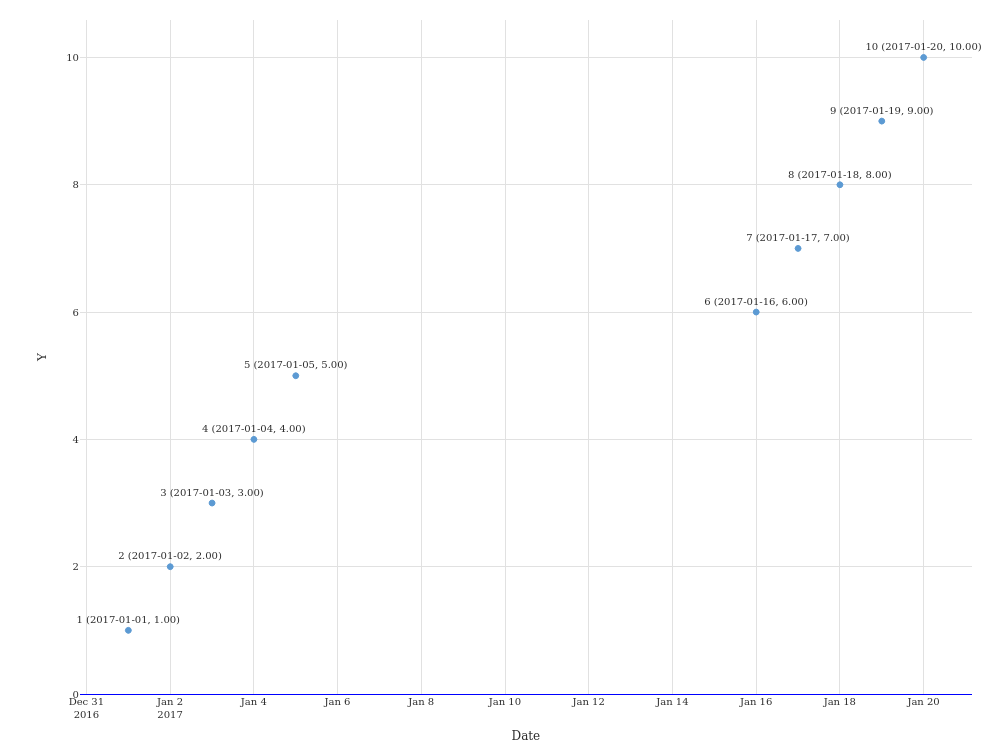 10 (2017-01-20, 10.00)
10
9 (2017-01-19, 9.00)
8 (2017-01-18, 8.00)
8
7 (2017-01-17, 7.00)
6 (2017-01-16, 6.00)
6
Y
5 (2017-01-05, 5.00)
4 (2017-01-04, 4.00)
4
3 (2017-01-03, 3.00)
2 (2017-01-02, 2.00)
2
1 (2017-01-01, 1.00)
0
Dec 31 Jan 2 Jan 4 Jan 6 Jan 8 Jan 10 Jan 12 Jan 14 Jan 16 Jan 18 Jan 20
2016 2017
Date